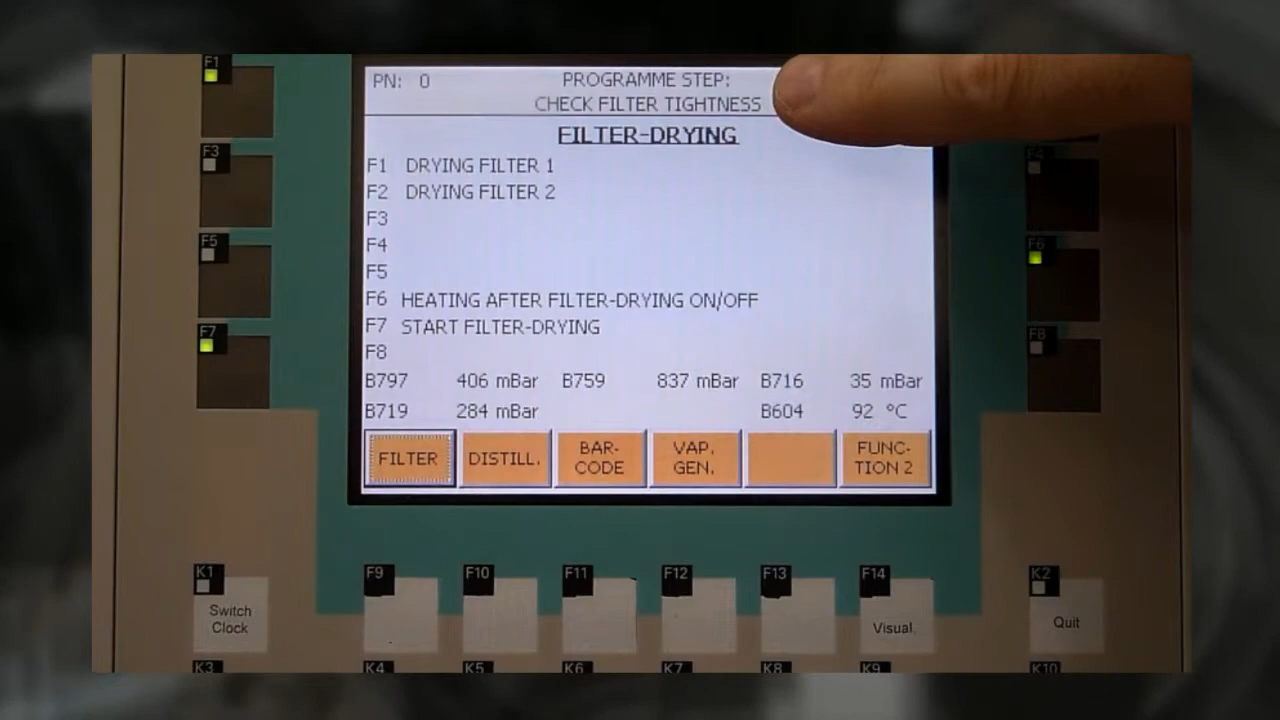 F1
PN: 0 PROGRAMME STEP:
CHECK FILTER TIGHTNESS
FILTER-DRYING
F3
F5
F7
F1 DRYING FILTER 1
F2 DRYING FILTER 2
F3
F4
F5
F6 HEATING AFTER FILTER-DRYING ON/OFF
F7 START FILTER-DRYING
F8
B797 406 mBar B759 837 mBar B716 35 mBar
B719 284 mBar B604 92 °C
FILTER
DISTILL.
BAR-
CODE
VAP.
GEN.
FUNC-
TION 2
F4
F6
F8
K1
Switch
Clock
F9
F10
F11
F12
F13
F14
Visual
K2
Quit
K3
K4
K5
K6
K7
K8
K9
K10